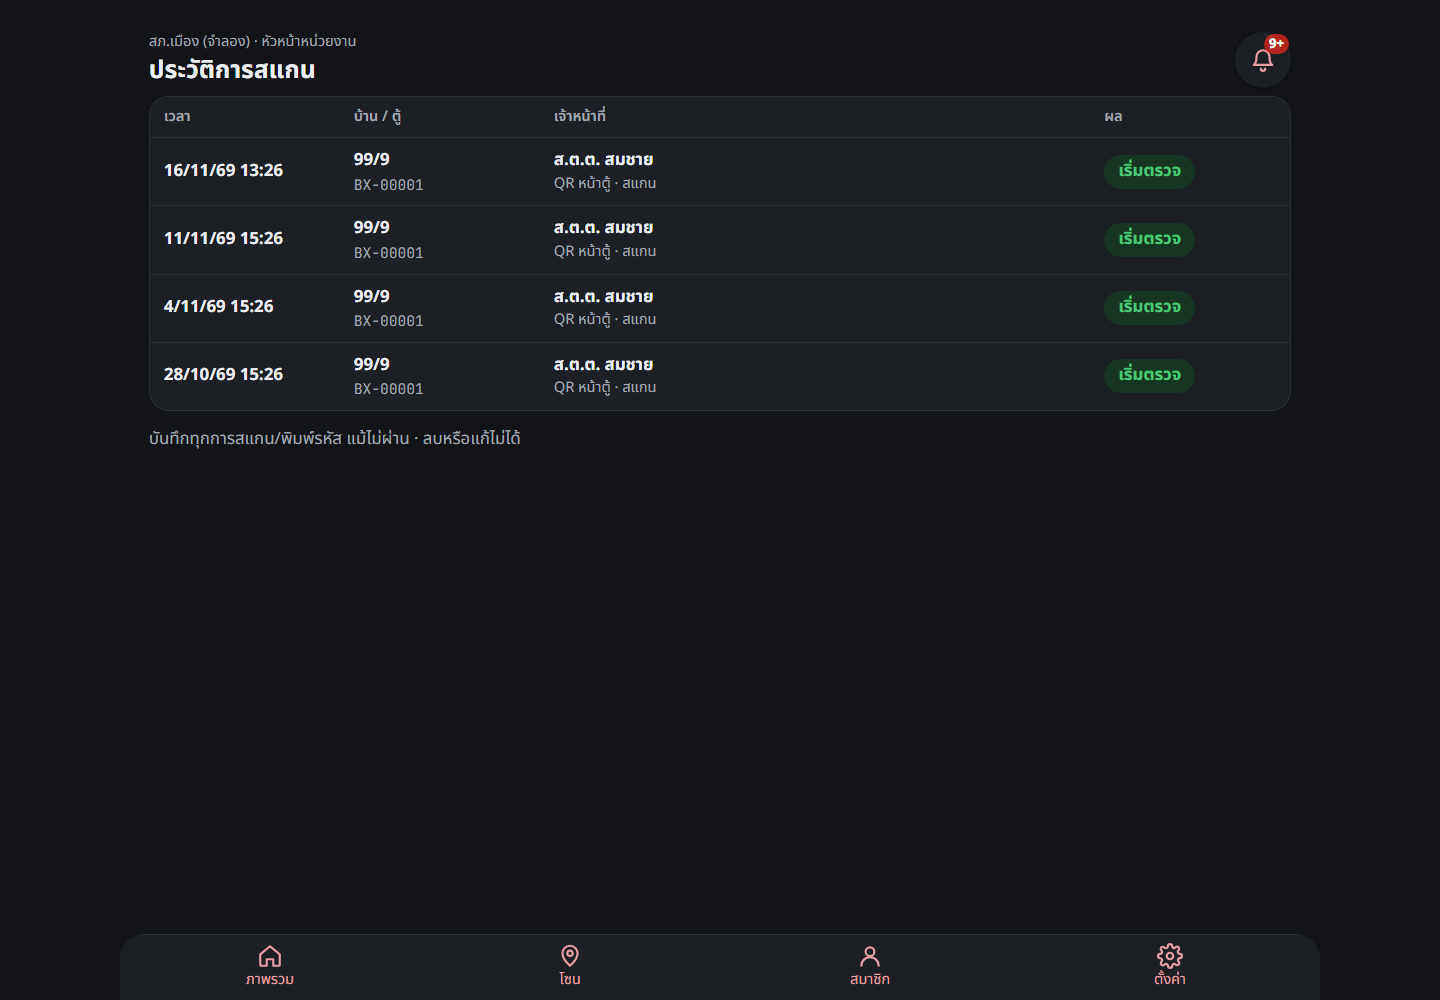 สภ.เมือง (จำลอง) · หัวหน้าหน่วยงาน
ประวัติการสแกน
9+
เวลา บ้าน / ตู้ เจ้าหน้าที่ ผล
16/11/69 13:26 99/9 ส.ต.ต. สมชาย เริ่มตรวจ
BX-00001 QR หน้าตู้ · สแกน
11/11/69 15:26 99/9 ส.ต.ต. สมชาย เริ่มตรวจ
BX-00001 QR หน้าตู้ · สแกน
4/11/69 15:26 99/9 ส.ต.ต. สมชาย เริ่มตรวจ
BX-00001 QR หน้าตู้ · สแกน
28/10/69 15:26 99/9 ส.ต.ต. สมชาย เริ่มตรวจ
BX-00001 QR หน้าตู้ · สแกน
บันทึกทุกการสแกน/พิมพ์รหัส แม้ไม่ผ่าน · ลบหรือแก้ไม่ได้
ภาพรวม โซน สมาชิก ตั้งค่า